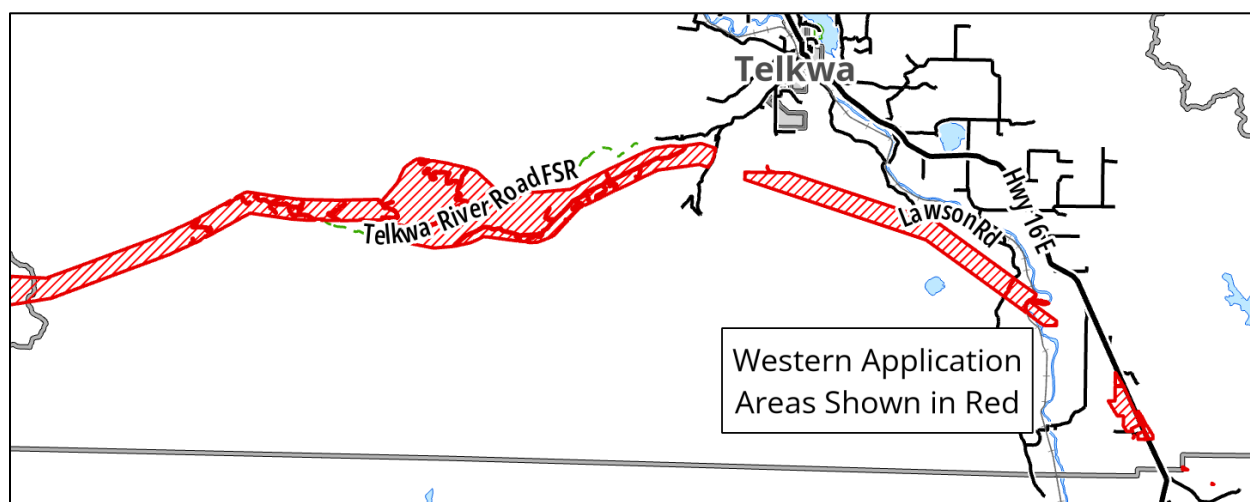 Telkwa
Telkwa River Road FSR
Hwy 16 E
Lawson Rd
Western Application
Areas Shown in Red